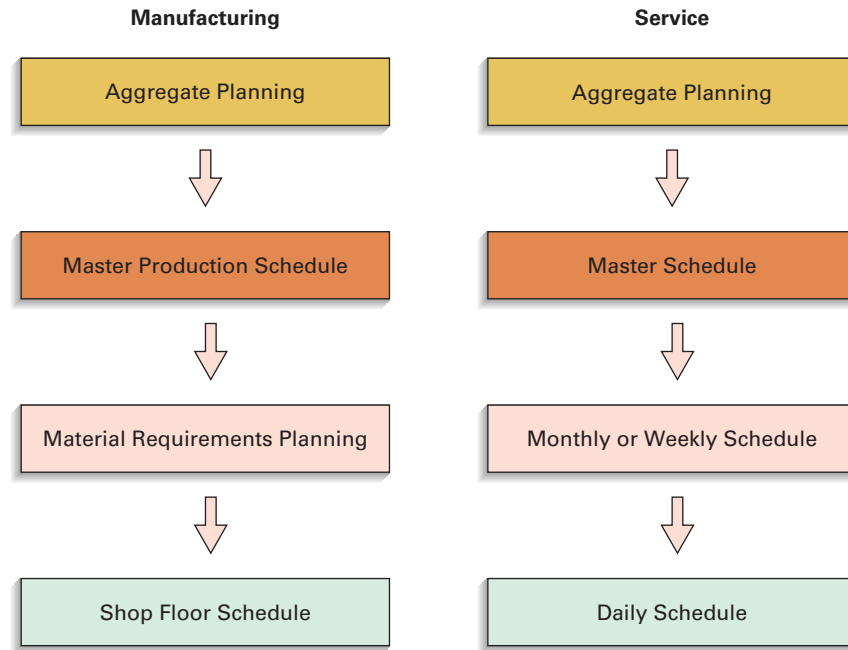 Manufacturing
Service
Aggregate Planning
Aggregate Planning
Master Production Schedule
Master Schedule
Material Requirements Planning
Monthly or Weekly Schedule
Shop Floor Schedule
Daily Schedule